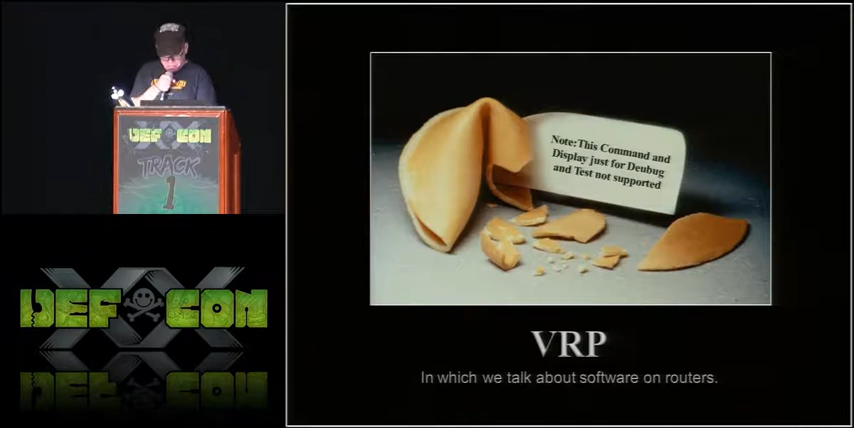 DEF CON
TRACK
1
XX
DEF CON
Note:This Command and
Display just for Deubug
and Test not supported
VRP
In which we talk about software on routers.